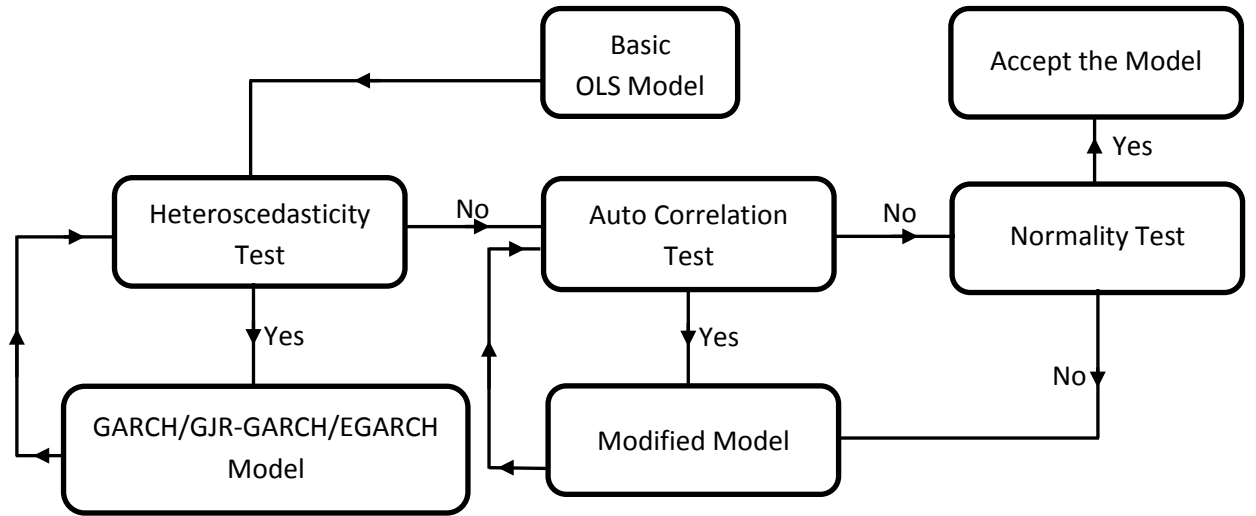 Basic
OLS Model
Accept the Model
Yes
Heteroscedasticity
Test
No
Auto Correlation
Test
No
Normality Test
Yes
Yes
No
GARCH/GJR-GARCH/EGARCH
Model
Modified Model